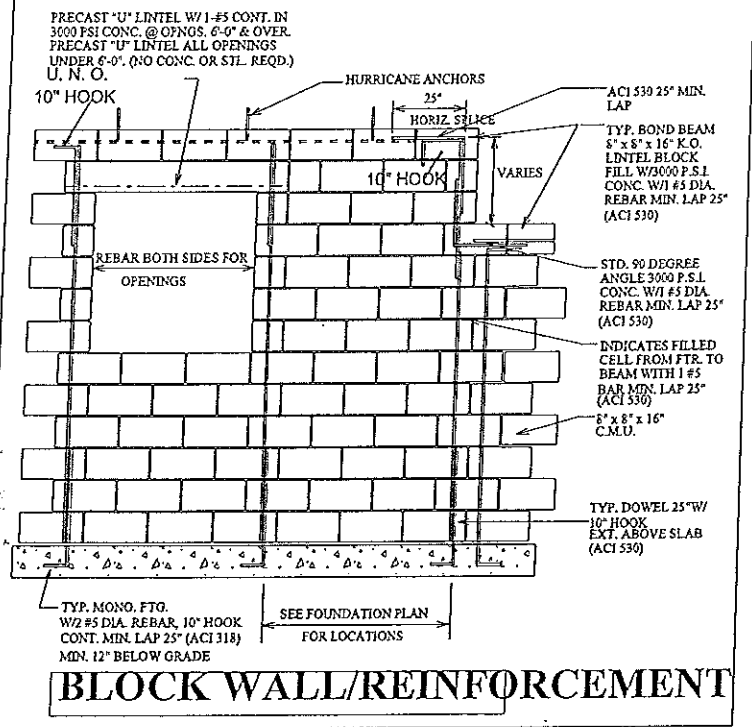 PRECAST "U" LINTEL W/1-#5 CONT. IN
3000 PSI CONC. @ OPNGS. 6'-0" & OVER.
PRECAST "U" LINTEL ALL OPENINGS
UNDER 6'-0". (NO CONC. OR STL. REQD.)
U. N. O.
10" HOOK
HURRICANE ANCHORS
25"
HORIZ. SPLICE
10" HOOK
VARIES
ACI 530 25" MIN.
LAP
TYP. BOND BEAM
8" x 8" x 16" K.O.
LINTEL BLOCK
FILL W/3000 P.S.I.
CONC. W/1 #5 DIA.
REBAR MIN. LAP 25"
(ACI 530)
REBAR BOTH SIDES FOR
OPENINGS
STD. 90 DEGREE
ANGLE 3000 P.S.I.
CONC. W/1 #5 DIA.
REBAR MIN. LAP 25"
(ACI 530)
INDICATES FILLED
CELL FROM FTR. TO
BEAM WITH 1 #5
BAR MIN. LAP 25"
(ACI 530)
8" x 8" x 16"
C.M.U.
TYP. DOWEL 25" W/
10" HOOK
EXT. ABOVE SLAB
(ACI 530)
TYP. MONO. FTG.
W/2 #5 DIA. REBAR, 10" HOOK
CONT. MIN. LAP 25" (ACI 318)
MIN. 12" BELOW GRADE
SEE FOUNDATION PLAN
FOR LOCATIONS
BLOCK WALL/REINFORCEMENT